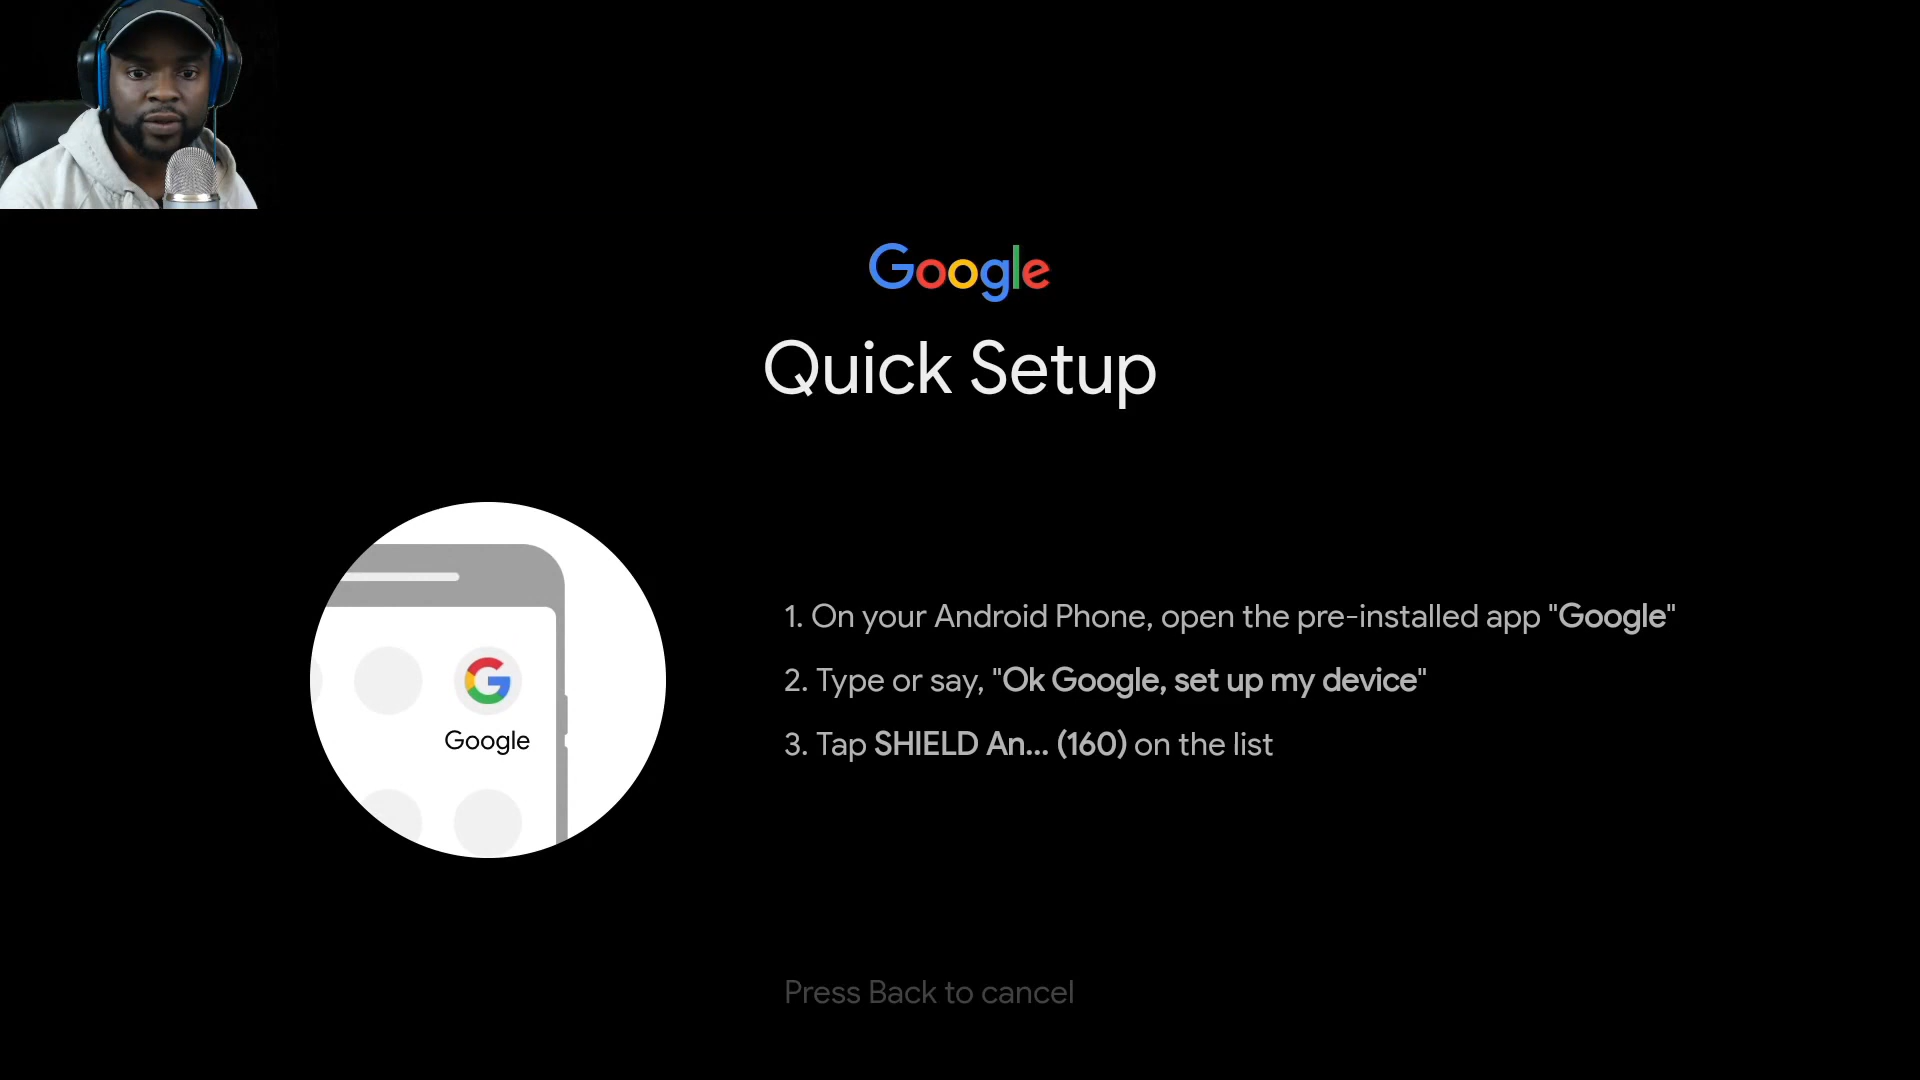 Google
Quick Setup
1. On your Android Phone, open the pre-installed app "Google"
2. Type or say, "Ok Google, set up my device"
3. Tap SHIELD An... (160) on the list
Google
Press Back to cancel